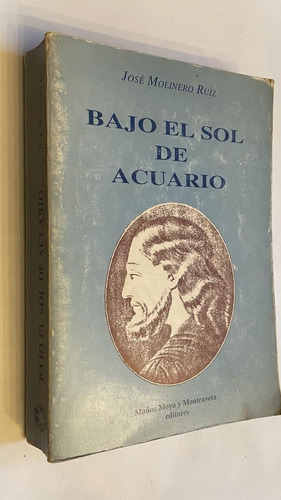 JOSÉ MOLINERO RUIZ
BAJO EL SOL
DE
ACUARIO
Muñoz Moya y Montraveta
editores
BAJO EL SOL DE ACUARIO